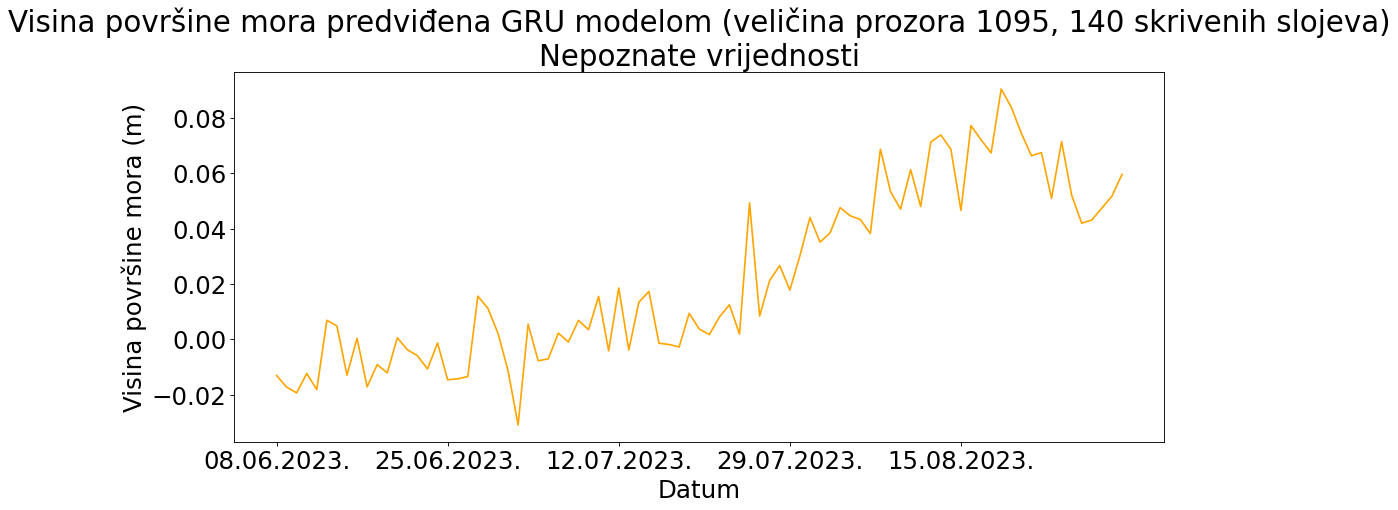 Visina površine mora predviđena GRU modelom (veličina prozora 1095, 140 skrivenih slojeva)
Nepoznate vrijednosti
Visina površine mora (m)
0.08
0.06
0.04
0.02
0.00
−0.02
08.06.2023. 25.06.2023. 12.07.2023. 29.07.2023. 15.08.2023.
Datum